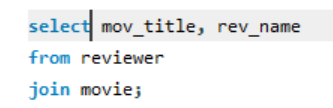 select mov_title, rev_name
from reviewer
join movie;